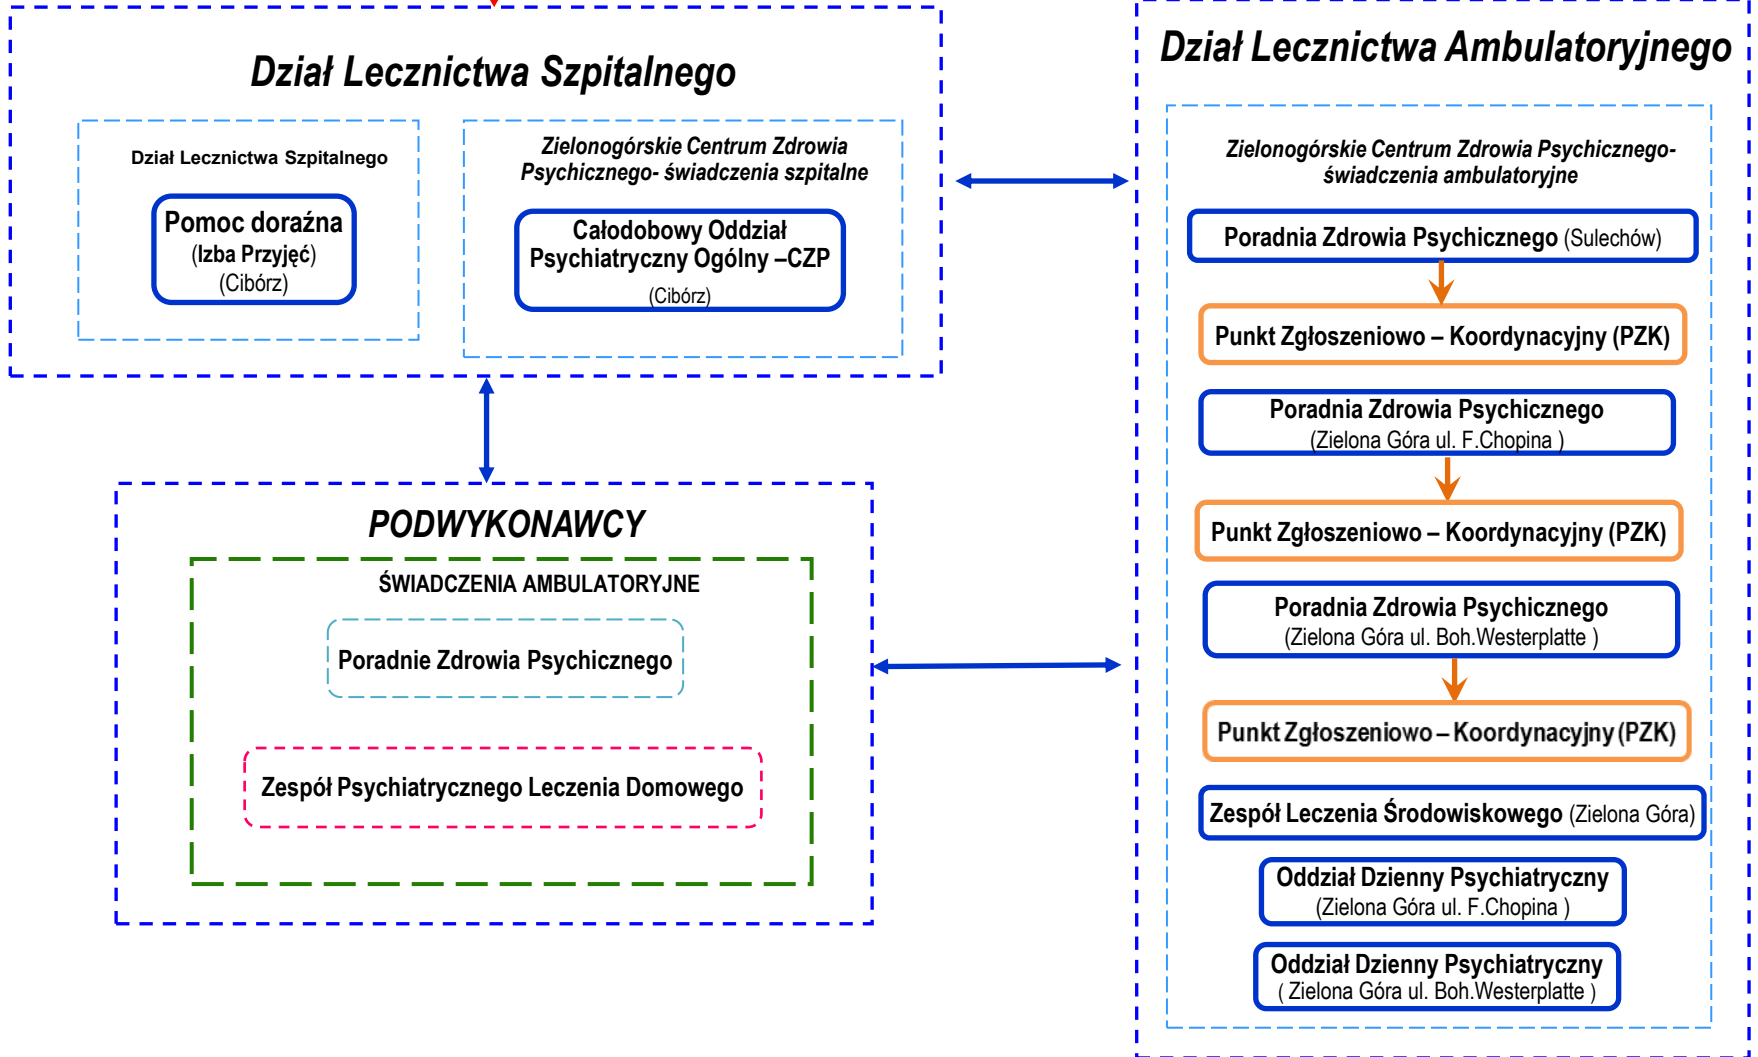 Dział Lecznictwa Szpitalnego
Dział Lecznictwa Szpitalnego
Pomoc doraźna
(Izba Przyjęć)
(Cibórz)
Zielonogórskie Centrum Zdrowia
Psychicznego- świadczenia szpitalne
Całodobowy Oddział
Psychiatryczny Ogólny –CZP
(Cibórz)
PODWYKONAWCY
ŚWIADCZENIA AMBULATORYJNE
Poradnie Zdrowia Psychicznego
Zespół Psychiatrycznego Leczenia Domowego
Dział Lecznictwa Ambulatoryjnego
Zielonogórskie Centrum Zdrowia Psychicznego-
świadczenia ambulatoryjne
Poradnia Zdrowia Psychicznego (Sulechów)
Punkt Zgłoszeniowo – Koordynacyjny (PZK)
Poradnia Zdrowia Psychicznego
(Zielona Góra ul. F.Chopina )
Punkt Zgłoszeniowo – Koordynacyjny (PZK)
Poradnia Zdrowia Psychicznego
(Zielona Góra ul. Boh.Westerplatte )
Punkt Zgłoszeniowo – Koordynacyjny (PZK)
Zespół Leczenia Środowiskowego (Zielona Góra)
Oddział Dzienny Psychiatryczny
(Zielona Góra ul. F.Chopina )
Oddział Dzienny Psychiatryczny
( Zielona Góra ul. Boh.Westerplatte )